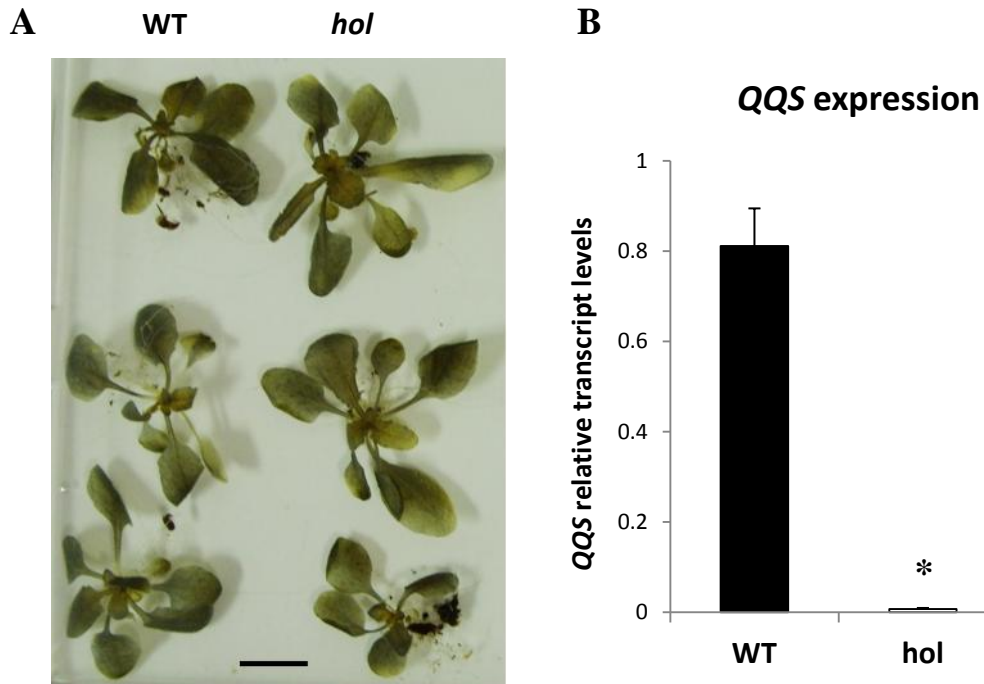 A
WT
hol
B
QQS expression
QQS relative transcript levels
1
0.8
0.6
0.4
0.2
0
*
WT
hol